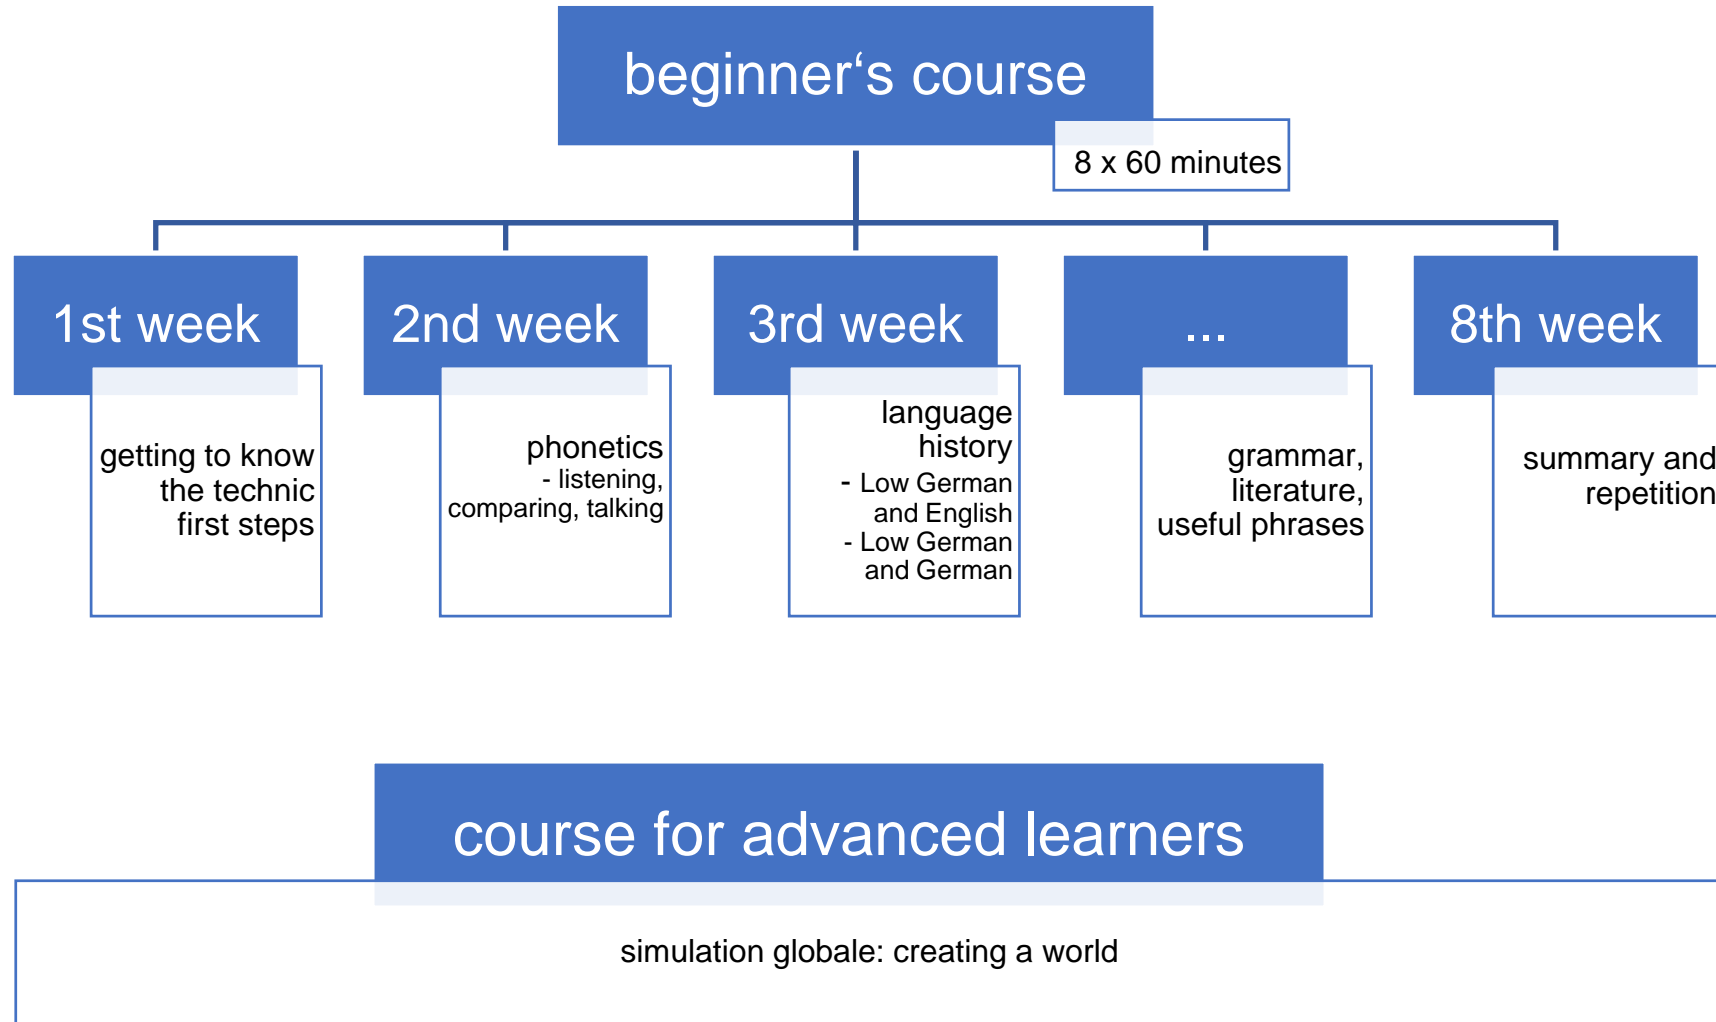 beginner‘s course
8 x 60 minutes
1st week
getting to know
the technic
first steps
2nd week
phonetics
- listening,
comparing, talking
3rd week
language
history
- Low German
and English
- Low German
and German
...
grammar,
literature,
useful phrases
8th week
summary and
repetition
course for advanced learners
simulation globale: creating a world